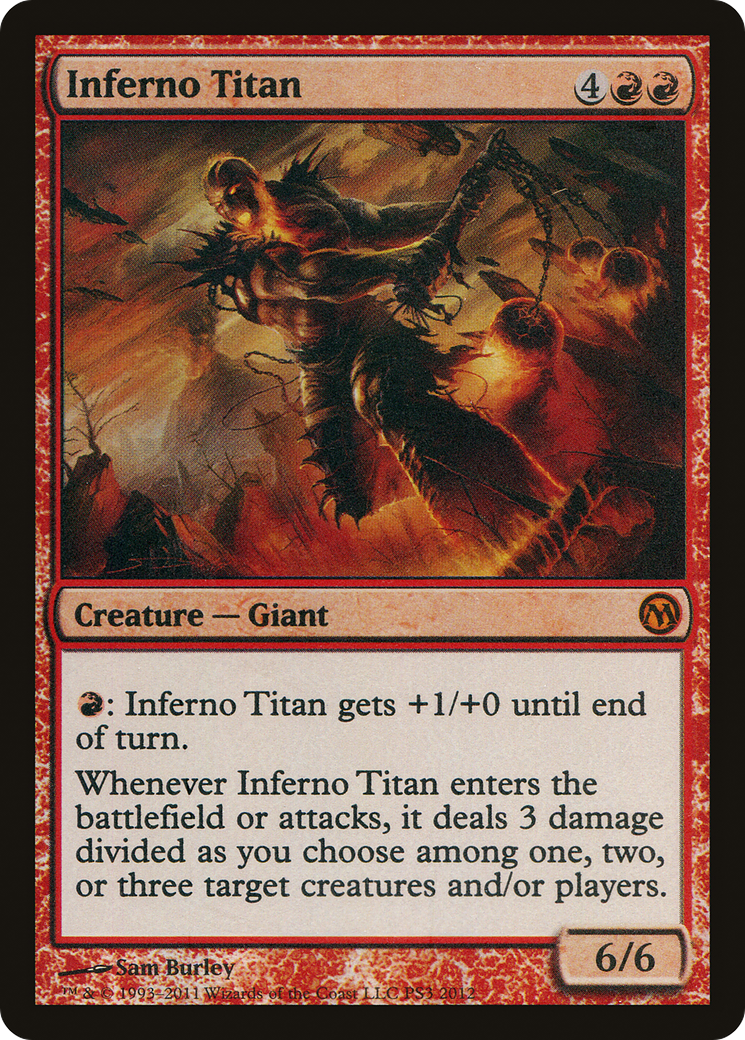 Inferno Titan 4
Creature — Giant
: Inferno Titan gets +1/+0 until end
of turn.
Whenever Inferno Titan enters the
battlefield or attacks, it deals 3 damage
divided as you choose among one, two,
or three target creatures and/or players.
6/6
Sam Burley
™ & © 1993–2011 Wizards of the Coast LLC PS3 2012